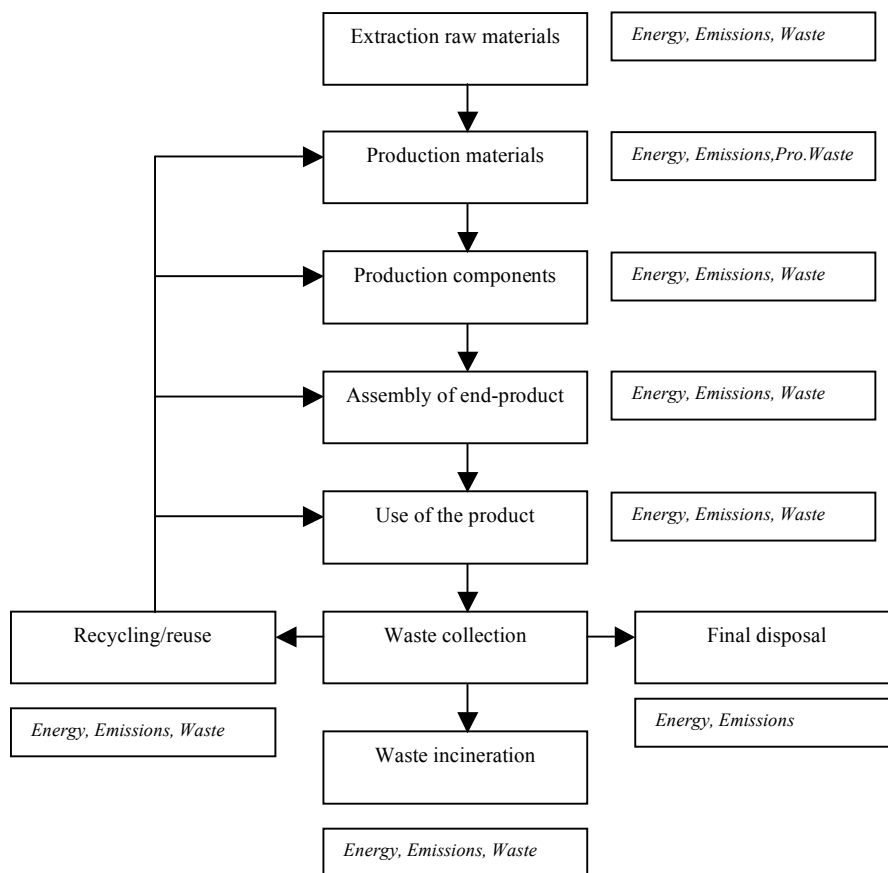 Extraction raw materials
Energy, Emissions, Waste
Production materials
Energy, Emissions,Pro.Waste
Production components
Energy, Emissions, Waste
Assembly of end-product
Energy, Emissions, Waste
Use of the product
Energy, Emissions, Waste
Recycling/reuse
Waste collection
Final disposal
Energy, Emissions, Waste
Energy, Emissions
Waste incineration
Energy, Emissions, Waste